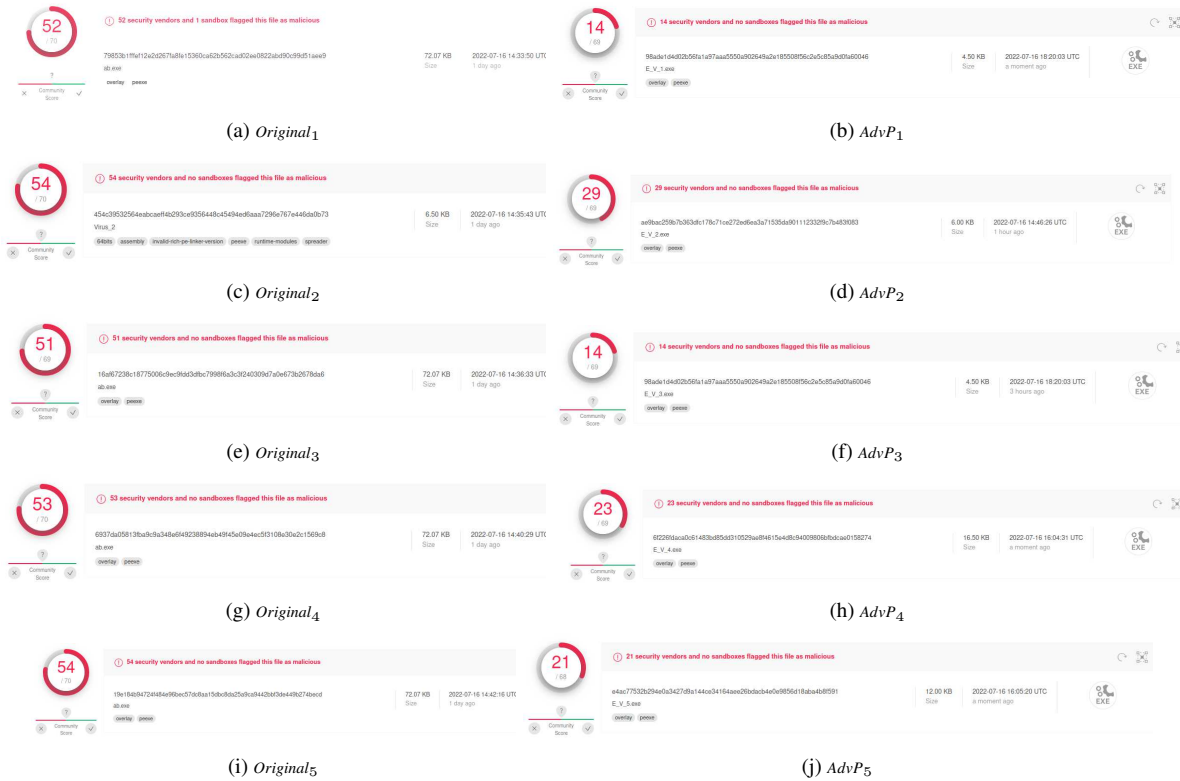 52
/ 70
52 security vendors and 1 sandbox flagged this file as malicious
ab.exe
overlay peexe
72.07 KB
Size
2022-07-16 14:33:50 UTC
1 day ago
?
Community
Score
(a) Original1
14
/ 69
14 security vendors and no sandboxes flagged this file as malicious
E_V_1.exe
overlay peexe
4.50 KB
Size
2022-07-16 18:20:03 UTC
a moment ago
EXE
?
Community
Score
(b) AdvP1
54
/ 70
54 security vendors and no sandboxes flagged this file as malicious
Virus_2
64bits assembly invalid-rich-pe-linker-version peexe runtime-modules spreader
6.50 KB
Size
2022-07-16 14:35:43 UTC
1 day ago
?
Community
Score
(c) Original2
29
/ 69
29 security vendors and no sandboxes flagged this file as malicious
E_V_2.exe
overlay peexe
6.00 KB
Size
2022-07-16 14:46:26 UTC
1 hour ago
EXE
?
Community
Score
(d) AdvP2
51
/ 69
51 security vendors and no sandboxes flagged this file as malicious
ab.exe
overlay peexe
72.07 KB
Size
2022-07-16 14:36:33 UTC
1 day ago
?
Community
Score
(e) Original3
14
/ 69
14 security vendors and no sandboxes flagged this file as malicious
E_V_3.exe
overlay peexe
4.50 KB
Size
2022-07-16 18:20:03 UTC
3 hours ago
EXE
?
Community
Score
(f) AdvP3
53
/ 70
53 security vendors and no sandboxes flagged this file as malicious
ab.exe
overlay peexe
72.07 KB
Size
2022-07-16 14:40:29 UTC
1 day ago
?
Community
Score
(g) Original4
23
/ 69
23 security vendors and no sandboxes flagged this file as malicious
E_V_4.exe
overlay peexe
16.50 KB
Size
2022-07-16 16:04:31 UTC
a moment ago
EXE
?
Community
Score
(h) AdvP4
54
/ 70
54 security vendors and no sandboxes flagged this file as malicious
ab.exe
overlay peexe
72.07 KB
Size
2022-07-16 14:42:16 UTC
1 day ago
?
Community
Score
(i) Original5
21
/ 68
21 security vendors and no sandboxes flagged this file as malicious
E_V_5.exe
overlay peexe
12.00 KB
Size
2022-07-16 16:05:20 UTC
a moment ago
EXE
?
Community
Score
(j) AdvP5